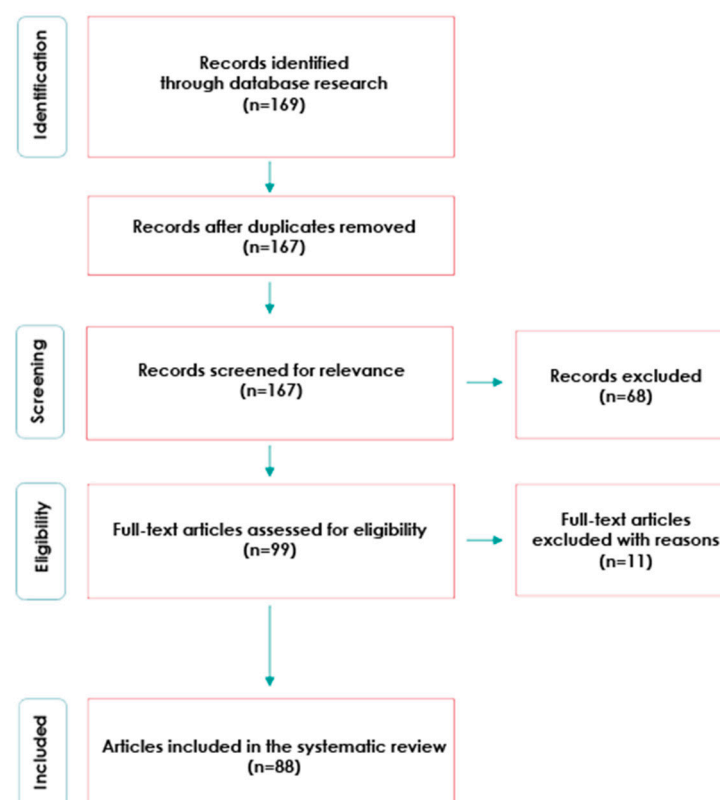 Identification
Records identified
through database research
(n=169)
Records after duplicates removed
(n=167)
Screening
Records screened for relevance
(n=167)
Records excluded
(n=68)
Eligibility
Full-text articles assessed for eligibility
(n=99)
Full-text articles
excluded with reasons
(n=11)
Included
Articles included in the systematic review
(n=88)